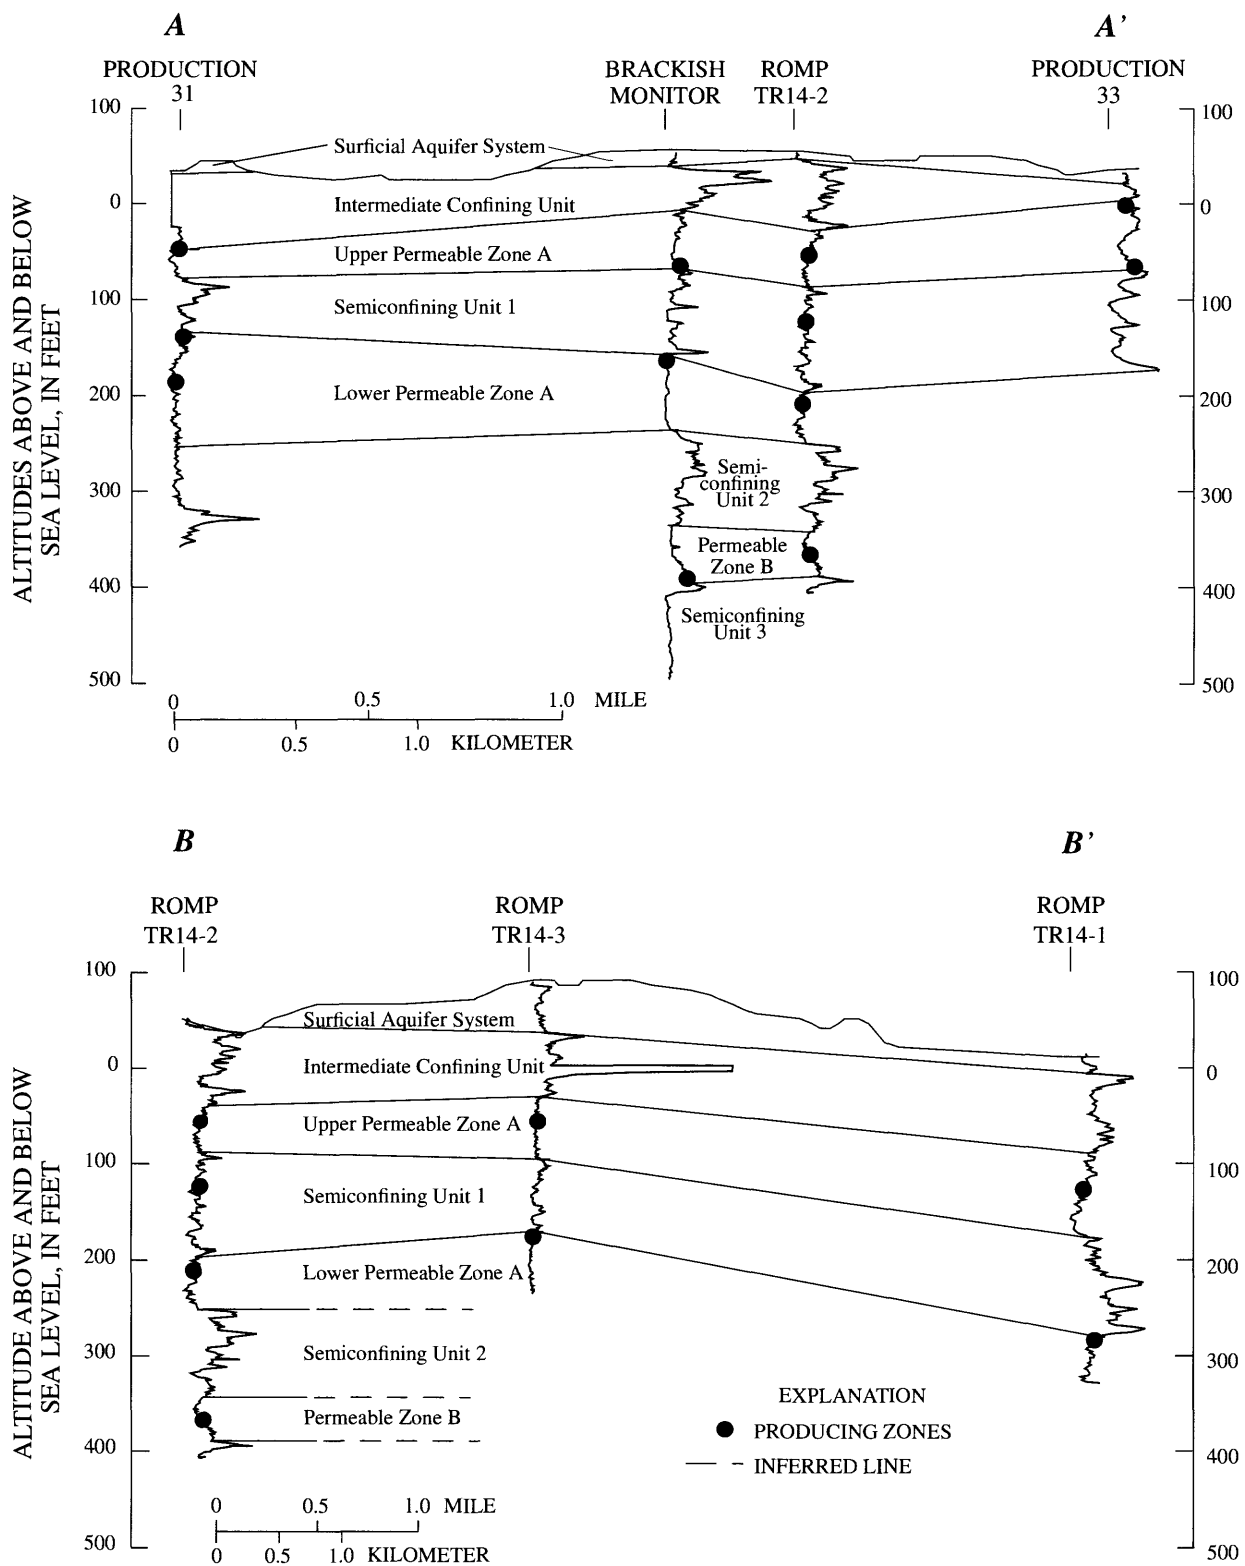 A
A’
PRODUCTION
31
BRACKISH
MONITOR
ROMP
TR14-2
PRODUCTION
33
ALTITUDES ABOVE AND BELOW
SEA LEVEL, IN FEET
100
0
100
200
300
400
500
100
0
100
200
300
400
500
Surficial Aquifer System
Intermediate Confining Unit
Upper Permeable Zone A
Semiconfining Unit 1
Lower Permeable Zone A
Semi-
confining
Unit 2
Permeable
Zone B
Semiconfining
Unit 3
0 0.5 1.0 MILE
0 0.5 1.0 KILOMETER
B
B’
ROMP
TR14-2
ROMP
TR14-3
ROMP
TR14-1
ALTITUDE ABOVE AND BELOW
SEA LEVEL, IN FEET
100
0
100
200
300
400
500
100
0
100
200
300
400
500
Surficial Aquifer System
Intermediate Confining Unit
Upper Permeable Zone A
Semiconfining Unit 1
Lower Permeable Zone A
Semiconfining Unit 2
Permeable Zone B
EXPLANATION
PRODUCING ZONES
INFERRED LINE
0 0.5 1.0 MILE
0 0.5 1.0 KILOMETER